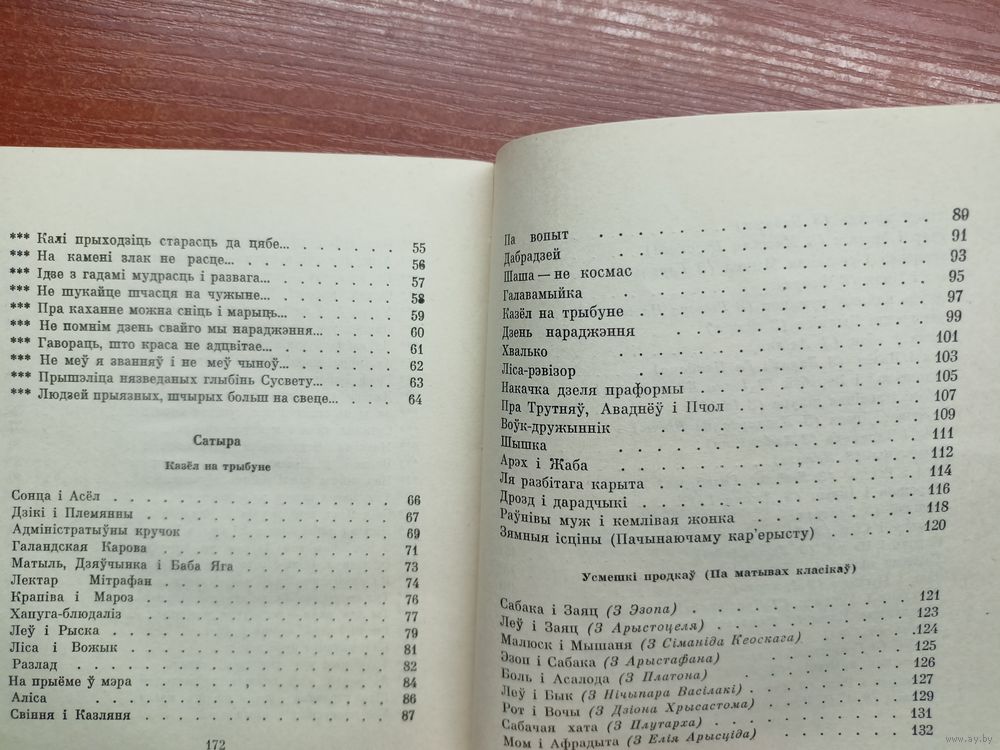 *** Калі прыходзіць старасць да цябе... . . . . . . 55
*** На камені злак не расце... . . . . . . . . 56
*** Ідзе з гадамі мудрасць і развага... . . . . . . 57
*** Не шукайце шчасця на чужыне... . . . . . . 58
*** Пра каханне можна сніць і марыць... . . . . . 59
*** Не помнім дзень свайго мы нараджэння... . . . . 60
*** Гавораць, што краса не адцвітае... . . . . . . 61
*** Не меў я званняў і не меў чыноў... . . . . . 62
*** Прышэліца нязведаных глыбінь Сусвету... . . . . 63
*** Людзей прыязных, шчырых больш на свеце... . . . 64
Сатыра
Казёл на трыбуне
Сонца і Асёл . . . . . . . . . . . . 66
Дзікі і Племянны . . . . . . . . . . . 67
Адміністратыўны кручок . . . . . . . . . 69
Галандская Карова . . . . . . . . . . . 71
Матыль, Дзяўчынка і Баба Яга . . . . . . . 73
Лектар Мітрафан . . . . . . . . . . . 74
Крапіва і Мароз . . . . . . . . . . . 76
Хапуга-блюдаліз . . . . . . . . . . . 77
Леў і Рыска . . . . . . . . . . . . 79
Ліса і Вожык . . . . . . . . . . . . 81
Разлад . . . . . . . . . . . . . . 82
На прыёме ў мэра . . . . . . . . . . . 84
Аліса . . . . . . . . . . . . . . 86
Свіння і Казляня . . . . . . . . . . . 87
172
Па вопыт . . . . . . . . . . . . . 89
Дабрадзей . . . . . . . . . . . . . 91
Шаша — не космас . . . . . . . . . . . 93
Галавамыйка . . . . . . . . . . . . 95
Казёл на трыбуне . . . . . . . . . . . 97
Дзень нараджэння . . . . . . . . . . . 99
Хвалько . . . . . . . . . . . . . 101
Ліса-рэвізор . . . . . . . . . . . . 103
Накачка дзеля праформы . . . . . . . . . 105
Пра Трутняў, Аваднёў і Пчол . . . . . . . . 107
Воўк-дружыннік . . . . . . . . . . . 109
Шышка . . . . . . . . . . . . . 111
Арэх і Жаба . . . . . . . . . . . . 112
Ля разбітага карыта . . . . . . . . . . 114
Дрозд і дарадчыкі . . . . . . . . . . 116
Раўнівы муж і кемлівая жонка . . . . . . . 118
Зямныя ісціны (Пачынаючаму кар'ерысту) . . . . 120
Усмешкі продкаў (Па матывах класікаў)
Сабака і Заяц (З Эзопа) . . . . . . . . . 121
Леў і Заяц (З Арыстоцеля) . . . . . . . . 123
Малюск і Мышаня (З Сіманіда Кеоскага) . . . . 124
Эзоп і Сабака (З Арыстафана) . . . . . . . 125
Боль і Асалода (З Платона) . . . . . . . . 126
Леў і Бык (З Нічыпара Васілакі) . . . . . . 127
Рот і Вочы (З Дзіона Хрысастома) . . . . . . 129
Сабачая хата (З Плутарха) . . . . . . . . 131
Мом і Афрадыта (З Элія Арысціда) . . . . . . 132
www.ay.by